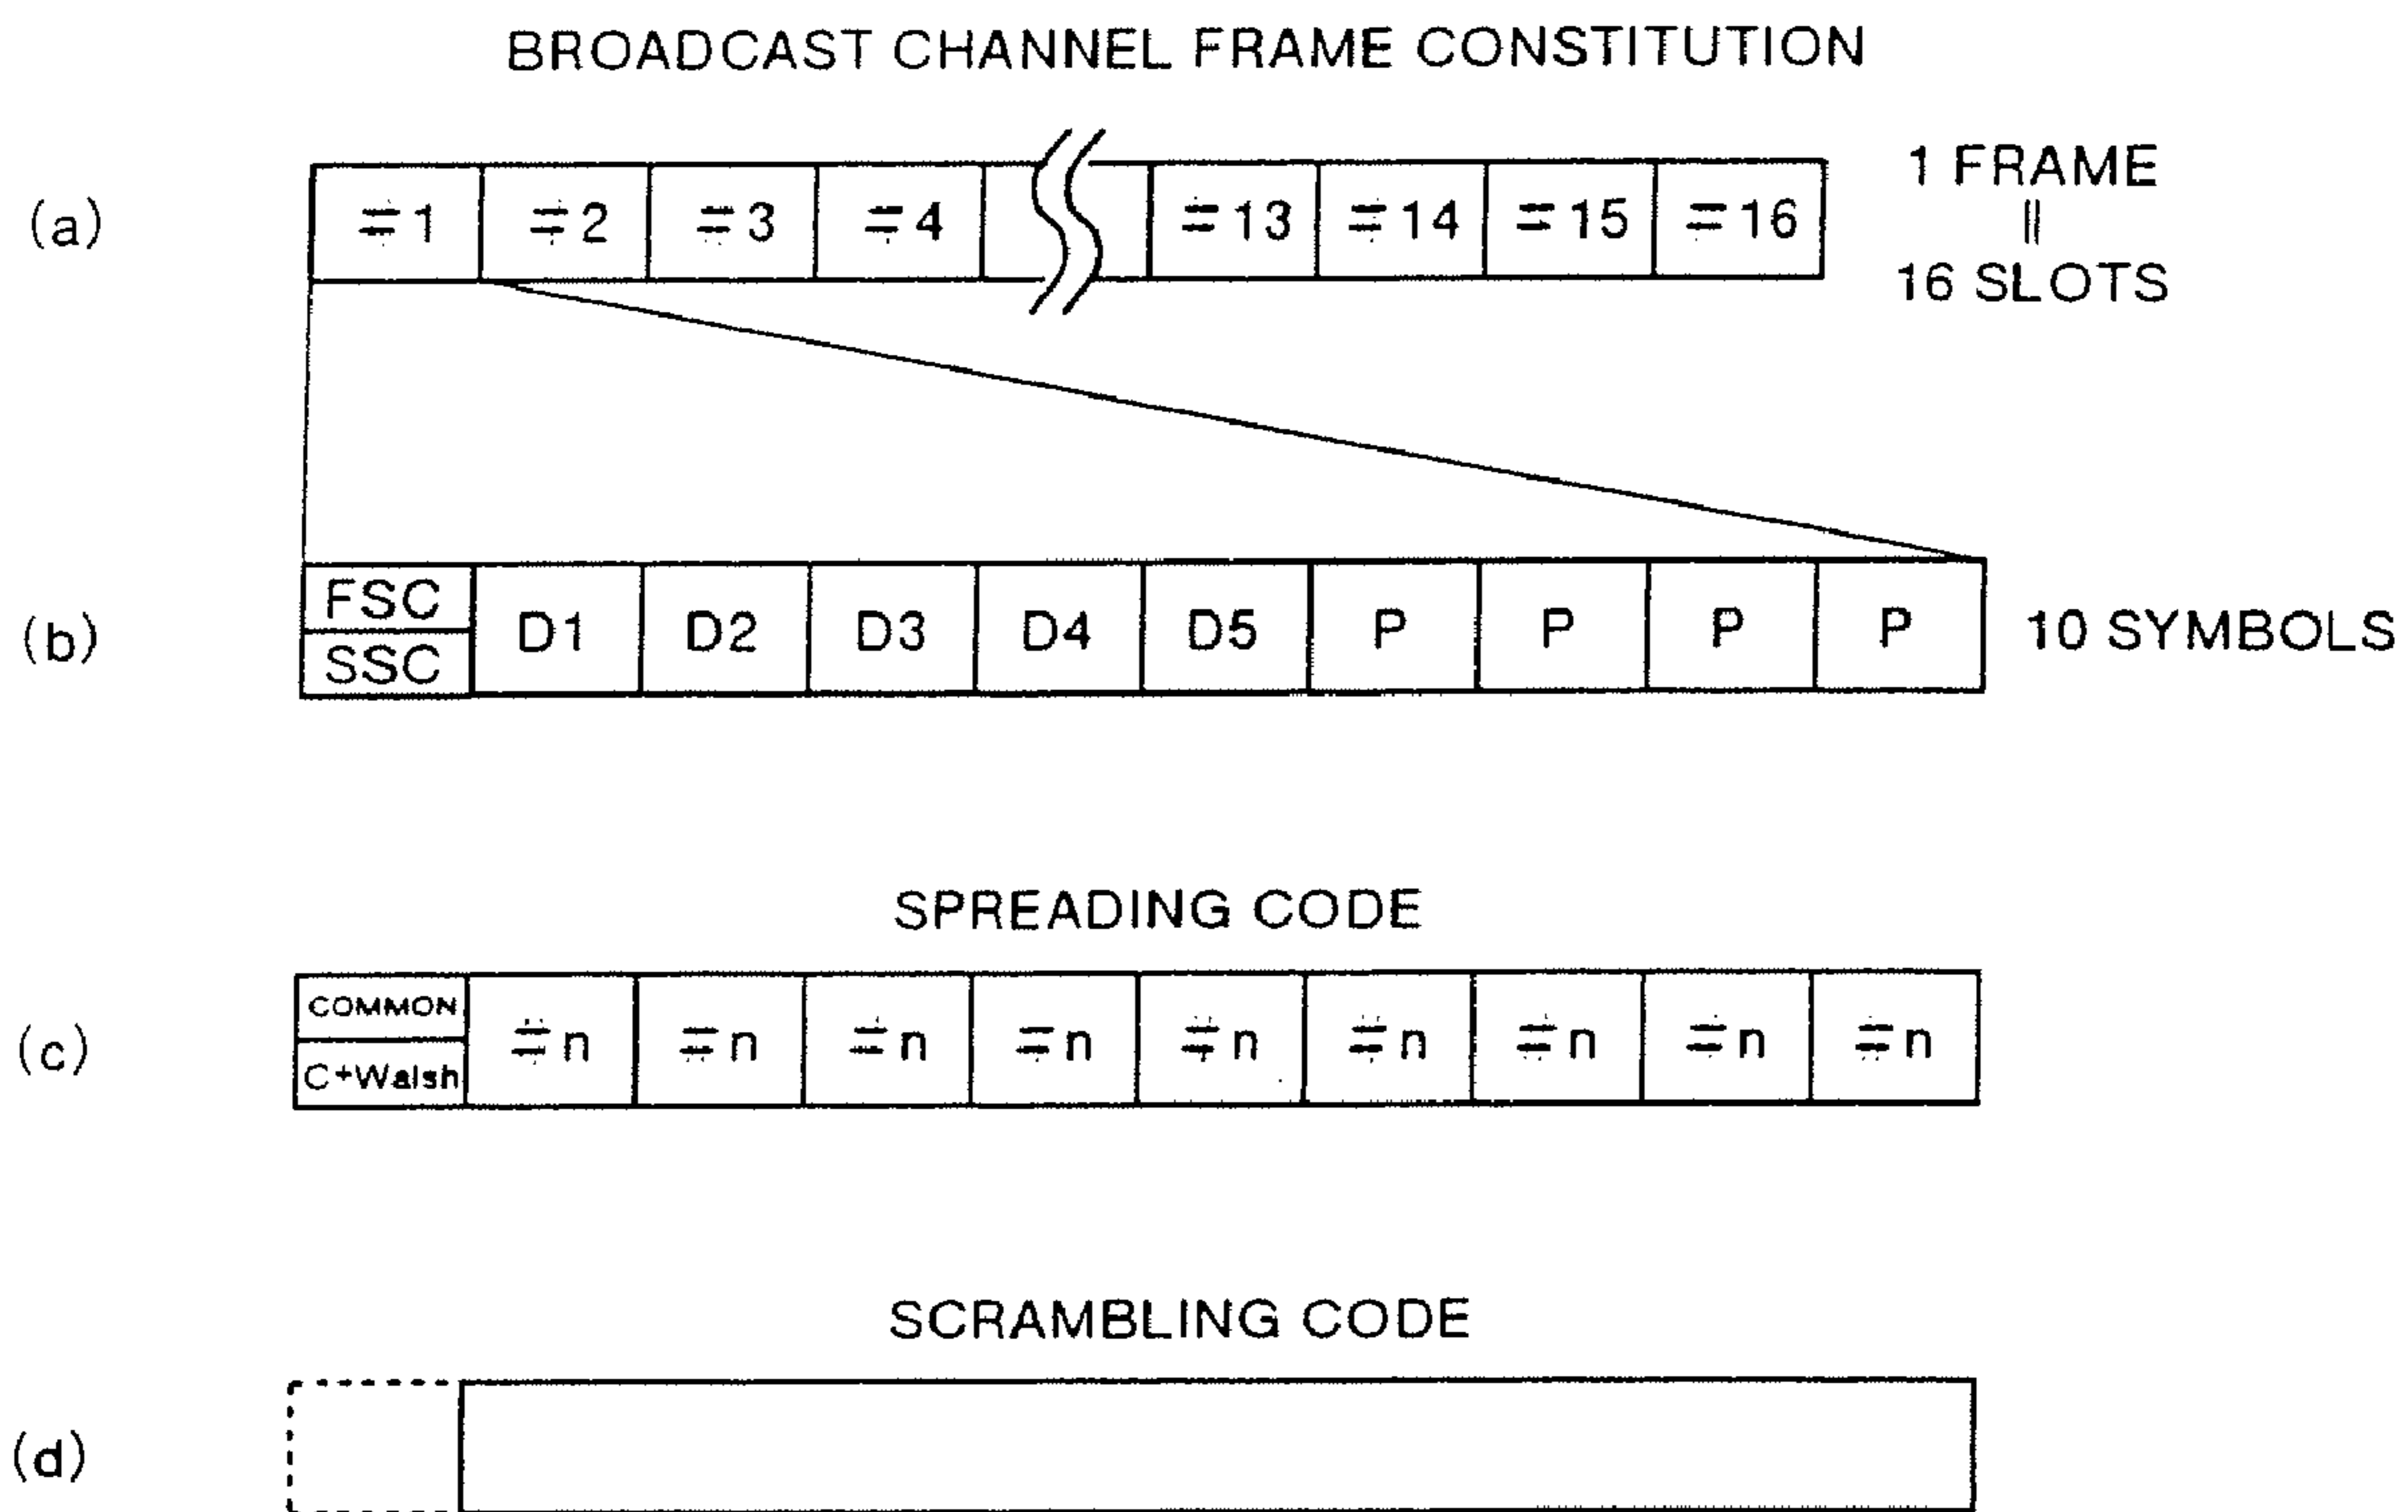 BROADCAST CHANNEL FRAME CONSTITUTION
(a) #1 #2 #3 #4 #13 #14 #15 #16 1 FRAME
||
16 SLOTS
(b) FSC SSC D1 D2 D3 D4 D5 P P P P 10 SYMBOLS
SPREADING CODE
(c) COMMON C+Walsh #n #n #n #n #n #n #n #n #n
SCRAMBLING CODE
(d)